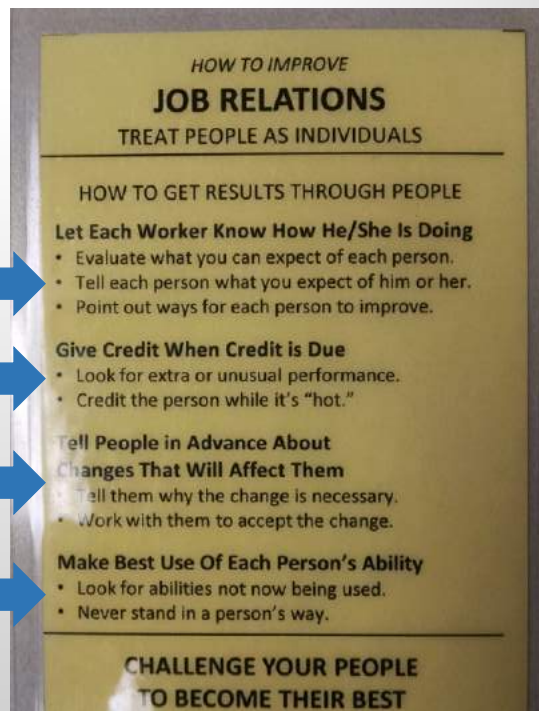 HOW TO IMPROVE
JOB RELATIONS
TREAT PEOPLE AS INDIVIDUALS
HOW TO GET RESULTS THROUGH PEOPLE
Let Each Worker Know How He/She Is Doing
• Evaluate what you can expect of each person.
• Tell each person what you expect of him or her.
• Point out ways for each person to improve.
Give Credit When Credit is Due
• Look for extra or unusual performance.
• Credit the person while it's "hot."
Tell People in Advance About
Changes That Will Affect Them
• Tell them why the change is necessary.
• Work with them to accept the change.
Make Best Use Of Each Person's Ability
• Look for abilities not now being used.
• Never stand in a person's way.
CHALLENGE YOUR PEOPLE
TO BECOME THEIR BEST